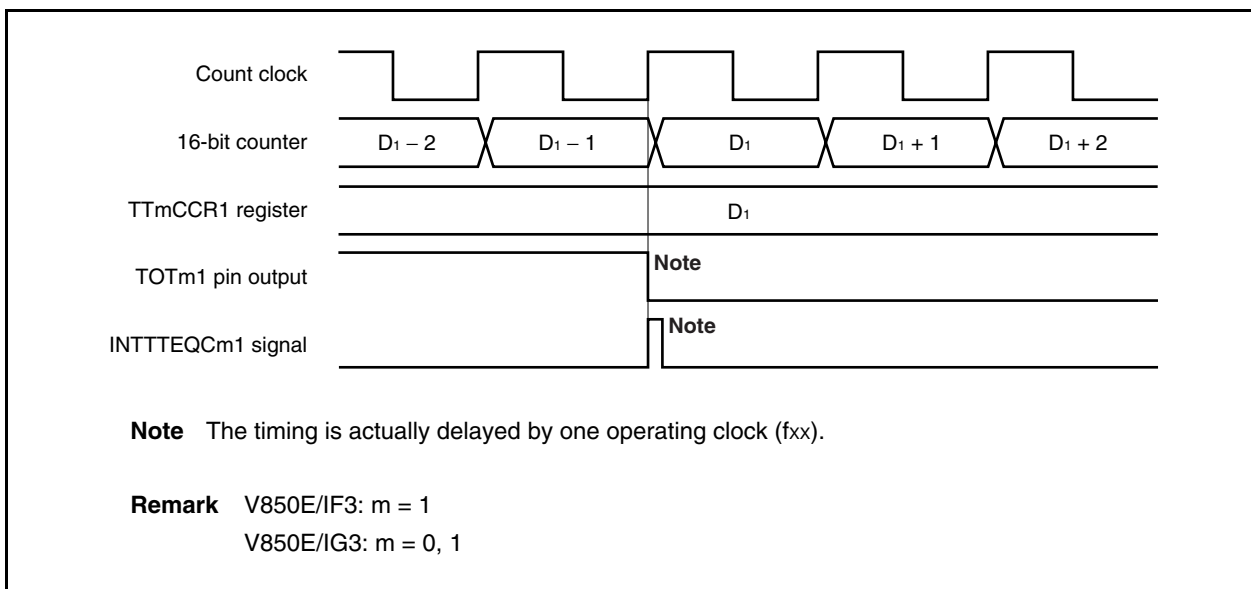 Count clock
16-bit counter D1 − 2 D1 − 1 D1 D1 + 1 D1 + 2
TTmCCR1 register D1
TOTm1 pin output Note
INTTTEQCm1 signal Note
Note The timing is actually delayed by one operating clock (fxx).
Remark V850E/IF3: m = 1
V850E/IG3: m = 0, 1